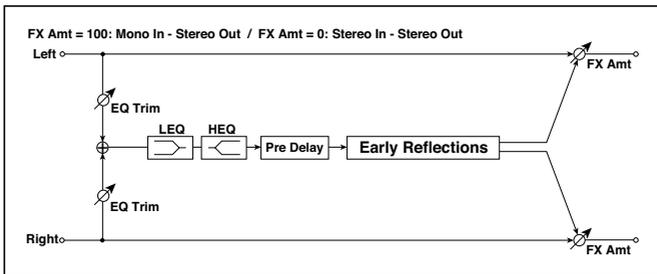 FX Amt = 100: Mono In - Stereo Out / FX Amt = 0: Stereo In - Stereo Out
Left
FX Amt
EQ Trim
LEQ HEQ
Pre Delay
Early Reflections
EQ Trim
Right
FX Amt